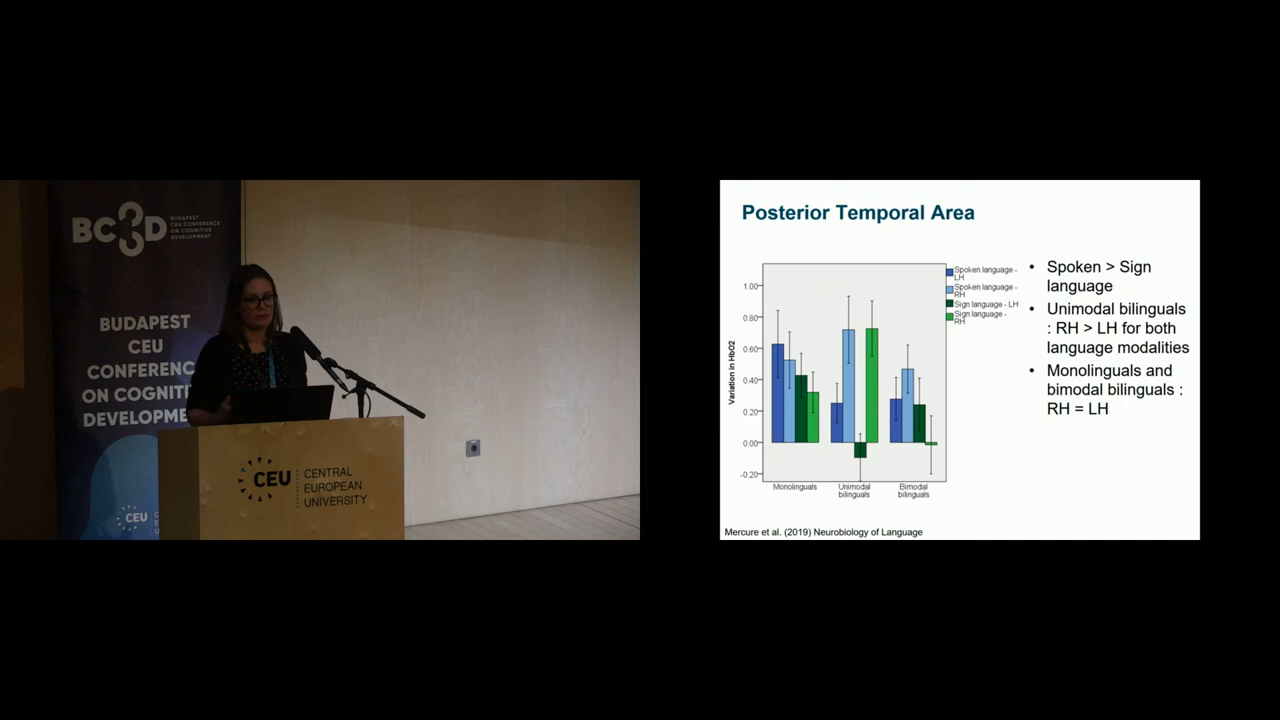 BC3D
BUDAPEST
CEU CONFERENCE
ON COGNITIVE
DEVELOPMENT
BUDAPEST
CEU
CONFERENC
ON COGNITI
DEVELOPME
CEU
CEU
CENTRAL
EUROPEAN
UNIVERSITY
Posterior Temporal Area
Spoken language -
LH
Spoken language -
RH
Sign language - LH
Sign language -
RH
1.00
0.80
0.60
0.40
0.20
0.00
-0.20
Variation in HbO2
Monolinguals
Unimodal
bilinguals
Bimodal
bilinguals
• Spoken > Sign
language
• Unimodal bilinguals
: RH > LH for both
language modalities
• Monolinguals and
bimodal bilinguals :
RH = LH
Mercure et al. (2019) Neurobiology of Language